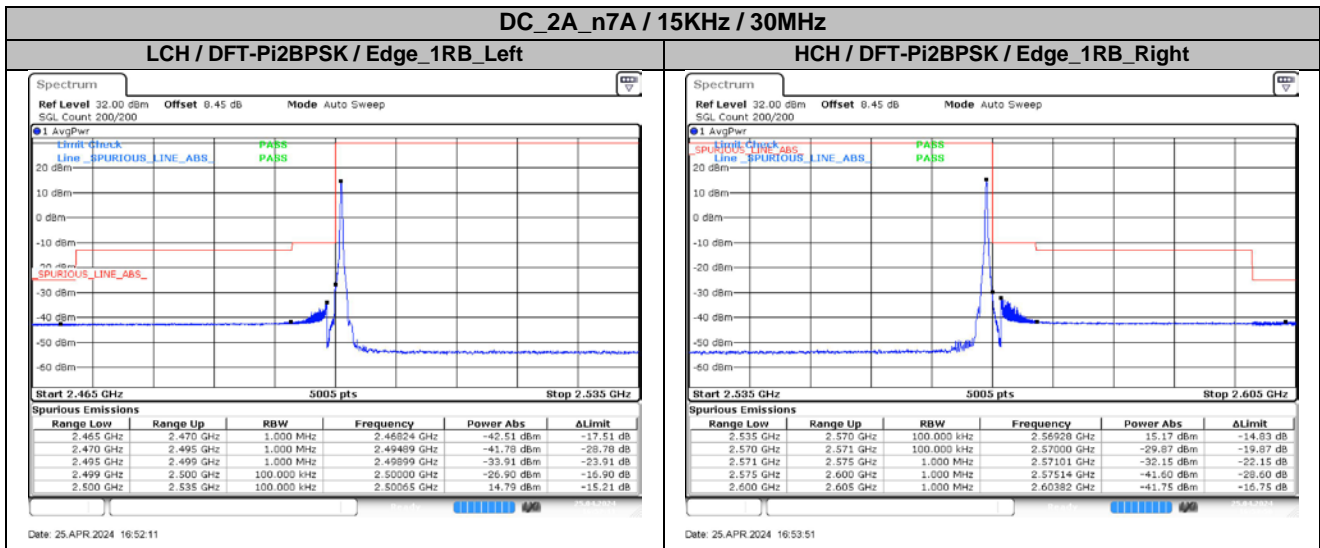 DC_2A_n7A / 15KHz / 30MHz
LCH / DFT-Pi2BPSK / Edge_1RB_Left
HCH / DFT-Pi2BPSK / Edge_1RB_Right
Spectrum
Ref Level 32.00 dBm Offset 8.45 dB Mode Auto Sweep
SGL Count 200/200
1 AvgPwr
Limit Check PASS
Line _SPURIOUS_LINE_ABS_ PASS
20 dBm
10 dBm
0 dBm
-10 dBm
-20 dBm
_SPURIOUS_LINE_ABS_
-30 dBm
-40 dBm
-50 dBm
-60 dBm
Start 2.465 GHz 5005 pts Stop 2.535 GHz
Spurious Emissions
Range Low Range Up RBW Frequency Power Abs ΔLimit
2.465 GHz 2.470 GHz 1.000 MHz 2.46824 GHz -42.51 dBm -17.51 dB
2.470 GHz 2.495 GHz 1.000 MHz 2.49489 GHz -41.78 dBm -28.78 dB
2.495 GHz 2.499 GHz 1.000 MHz 2.49899 GHz -33.91 dBm -23.91 dB
2.499 GHz 2.500 GHz 100.000 kHz 2.50000 GHz -26.90 dBm -16.90 dB
2.500 GHz 2.535 GHz 100.000 kHz 2.50065 GHz 14.79 dBm -15.21 dB
Date: 25.APR.2024 16:52:11
Spectrum
Ref Level 32.00 dBm Offset 8.45 dB Mode Auto Sweep
SGL Count 200/200
1 AvgPwr
Limit Check PASS
_SPURIOUS_LINE_ABS_
Line _SPURIOUS_LINE_ABS_ PASS
20 dBm
10 dBm
0 dBm
-10 dBm
-20 dBm
-30 dBm
-40 dBm
-50 dBm
-60 dBm
Start 2.535 GHz 5005 pts Stop 2.605 GHz
Spurious Emissions
Range Low Range Up RBW Frequency Power Abs ΔLimit
2.535 GHz 2.570 GHz 100.000 kHz 2.56928 GHz 15.17 dBm -14.83 dB
2.570 GHz 2.571 GHz 100.000 kHz 2.57000 GHz -29.87 dBm -19.87 dB
2.571 GHz 2.575 GHz 1.000 MHz 2.57101 GHz -32.15 dBm -22.15 dB
2.575 GHz 2.600 GHz 1.000 MHz 2.57514 GHz -41.60 dBm -28.60 dB
2.600 GHz 2.605 GHz 1.000 MHz 2.60382 GHz -41.75 dBm -16.75 dB
Date: 25.APR.2024 16:53:51